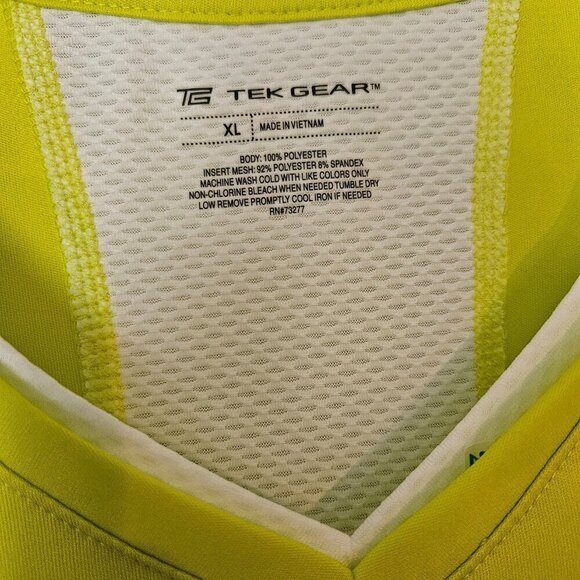 TG TEK GEAR™
XL MADE IN VIETNAM
BODY: 100% POLYESTER
INSERT MESH: 92% POLYESTER 8% SPANDEX
MACHINE WASH COLD WITH LIKE COLORS ONLY
NON-CHLORINE BLEACH WHEN NEEDED TUMBLE DRY
LOW REMOVE PROMPTLY COOL IRON IF NEEDED
RN#73277